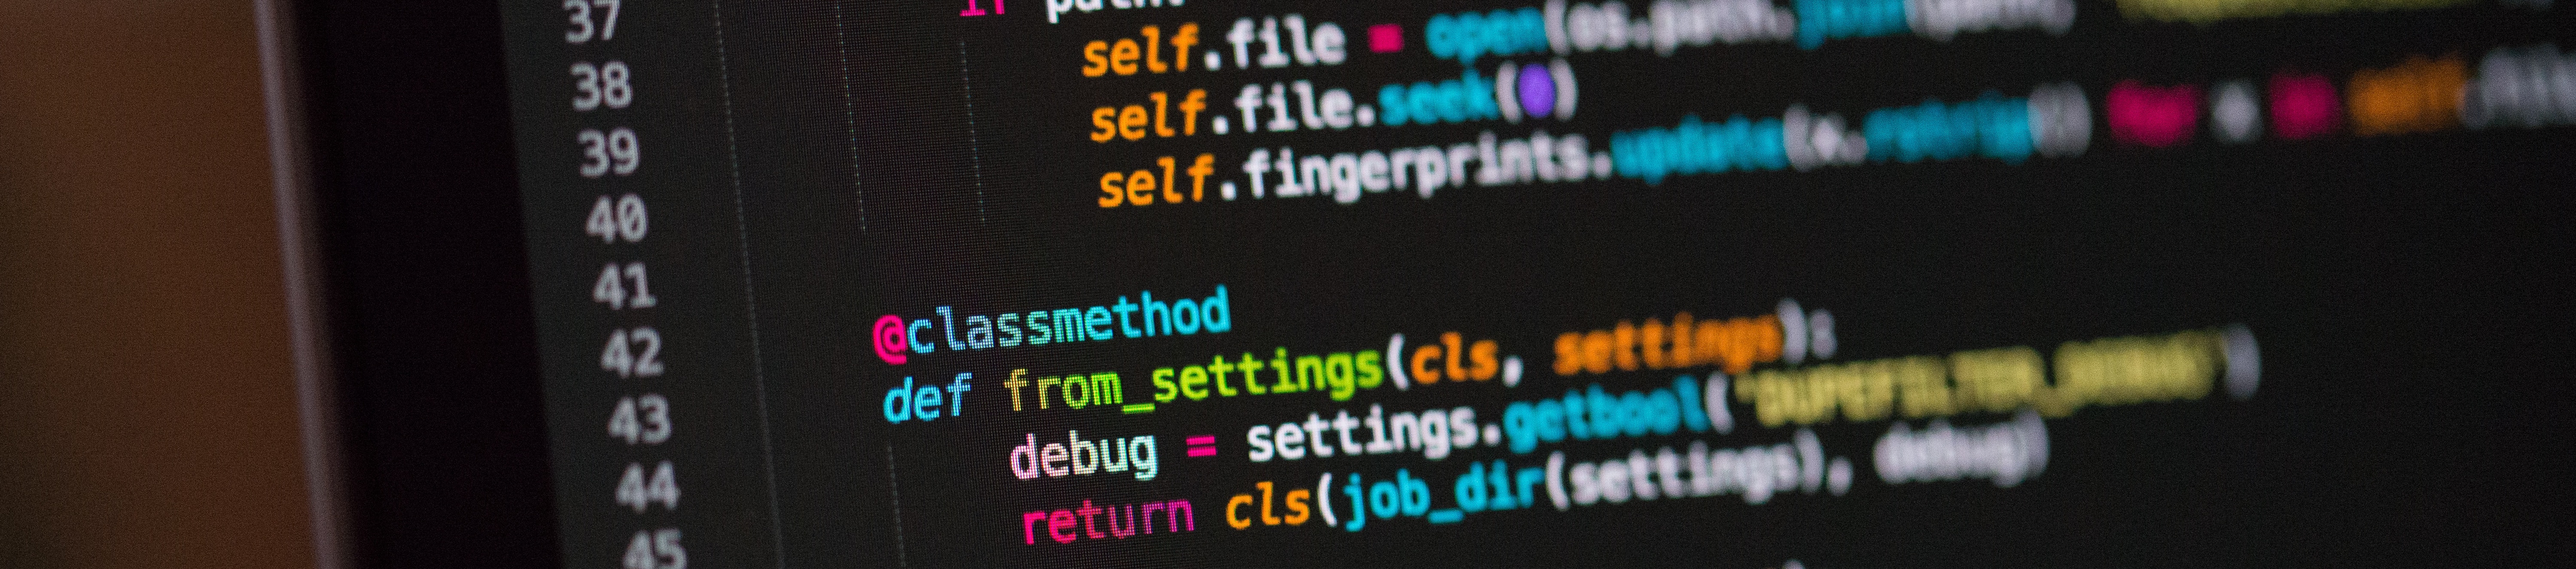 37 if path:
38 self.file = open(os.path.join(path,
39 self.file.seek(0)
40 self.fingerprints.update(x.rstrip() for x in self.file
41
42 @classmethod
43 def from_settings(cls, settings):
44 debug = settings.getbool('DUPEFILTER_DEBUG')
45 return cls(job_dir(settings), debug)